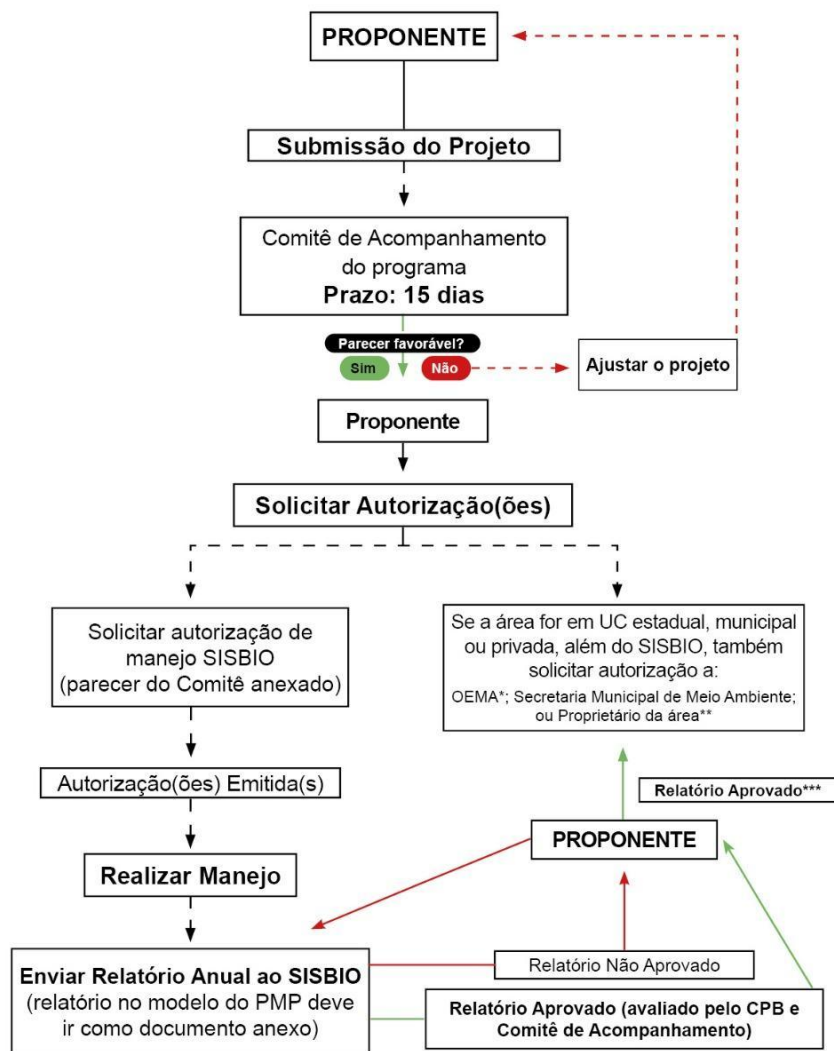 PROPONENTE
Submissão do Projeto
Comitê de Acompanhamento
do programa
Prazo: 15 dias
Parecer favorável?
Sim
Não
Ajustar o projeto
Proponente
Solicitar Autorização(ões)
Solicitar autorização de
manejo SISBIO
(parecer do Comitê anexado)
Se a área for em UC estadual, municipal
ou privada, além do SISBIO, também
solicitar autorização a:
OEMA*; Secretaria Municipal de Meio Ambiente;
ou Proprietário da área**
Autorização(ões) Emitida(s)
Relatório Aprovado***
PROPONENTE
Realizar Manejo
Enviar Relatório Anual ao SISBIO
(relatório no modelo do PMP deve
ir como documento anexo)
Relatório Não Aprovado
Relatório Aprovado (avaliado pelo CPB e
Comitê de Acompanhamento)